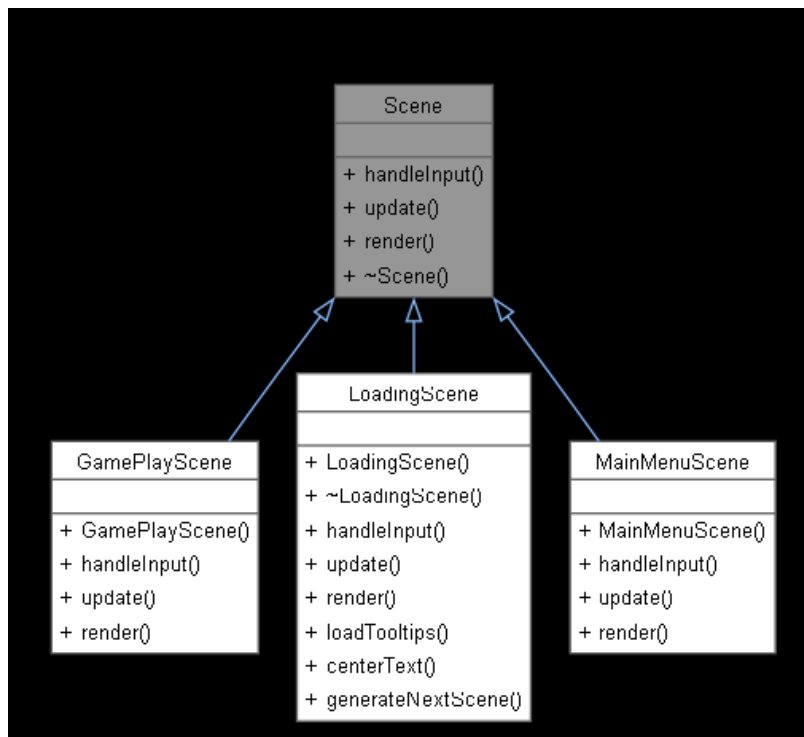 Scene
+ handleInput()
+ update()
+ render()
+ ~Scene()
LoadingScene
+ LoadingScene()
+ ~LoadingScene()
+ handleInput()
+ update()
+ render()
+ loadTooltips()
+ centerText()
+ generateNextScene()
GamePlayScene
+ GamePlayScene()
+ handleInput()
+ update()
+ render()
MainMenuScene
+ MainMenuScene()
+ handleInput()
+ update()
+ render()